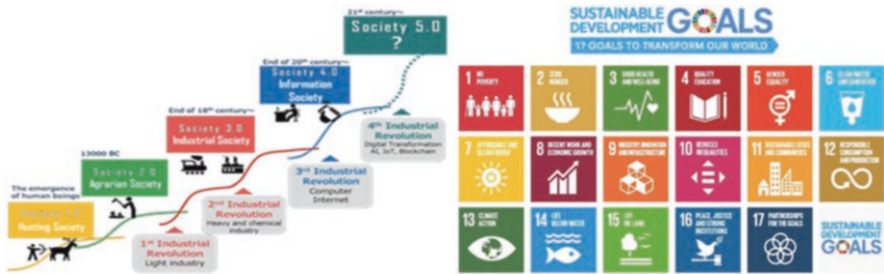 21st century~
Society 5.0
?
End of 20th century~
Society 4.0
Information
Society
End of 18th century~
Society 3.0
Industrial Society
13000 BC
Society 2.0
Agrarian Society
The emergence
of human beings
Hunting Society
1st Industrial
Revolution
Light industry
2nd Industrial
Revolution
Heavy and chemical
industry
3rd Industrial
Revolution
Computer
Internet
4th Industrial
Revolution
Digital Transformation
AI, IoT, Blockchain
SUSTAINABLE
DEVELOPMENT
GOALS
17 GOALS TO TRANSFORM OUR WORLD
1 NO
POVERTY
2 ZERO
HUNGER
3 GOOD HEALTH
AND WELL-BEING
4 QUALITY
EDUCATION
5 GENDER
EQUALITY
6 CLEAN WATER
AND SANITATION
7 AFFORDABLE AND
CLEAN ENERGY
8 DECENT WORK AND
ECONOMIC GROWTH
9 INDUSTRY, INNOVATION
AND INFRASTRUCTURE
10 REDUCED
INEQUALITIES
11 SUSTAINABLE CITIES
AND COMMUNITIES
12 RESPONSIBLE
CONSUMPTION
AND PRODUCTION
13 CLIMATE
ACTION
14 LIFE
BELOW WATER
15 LIFE
ON LAND
16 PEACE, JUSTICE
AND STRONG
INSTITUTIONS
17 PARTNERSHIPS
FOR THE GOALS
SUSTAINABLE
DEVELOPMENT
GOALS